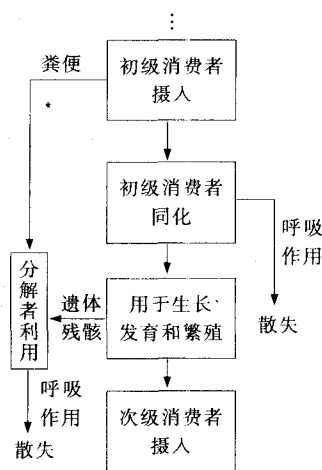 ⋮
粪便
初级消费者
摄入
初级消费者
同化
呼吸
作用
散失
分解者利用
遗体
残骸
用于生长
发育和繁殖
呼吸
作用
散失
次级消费者
摄入